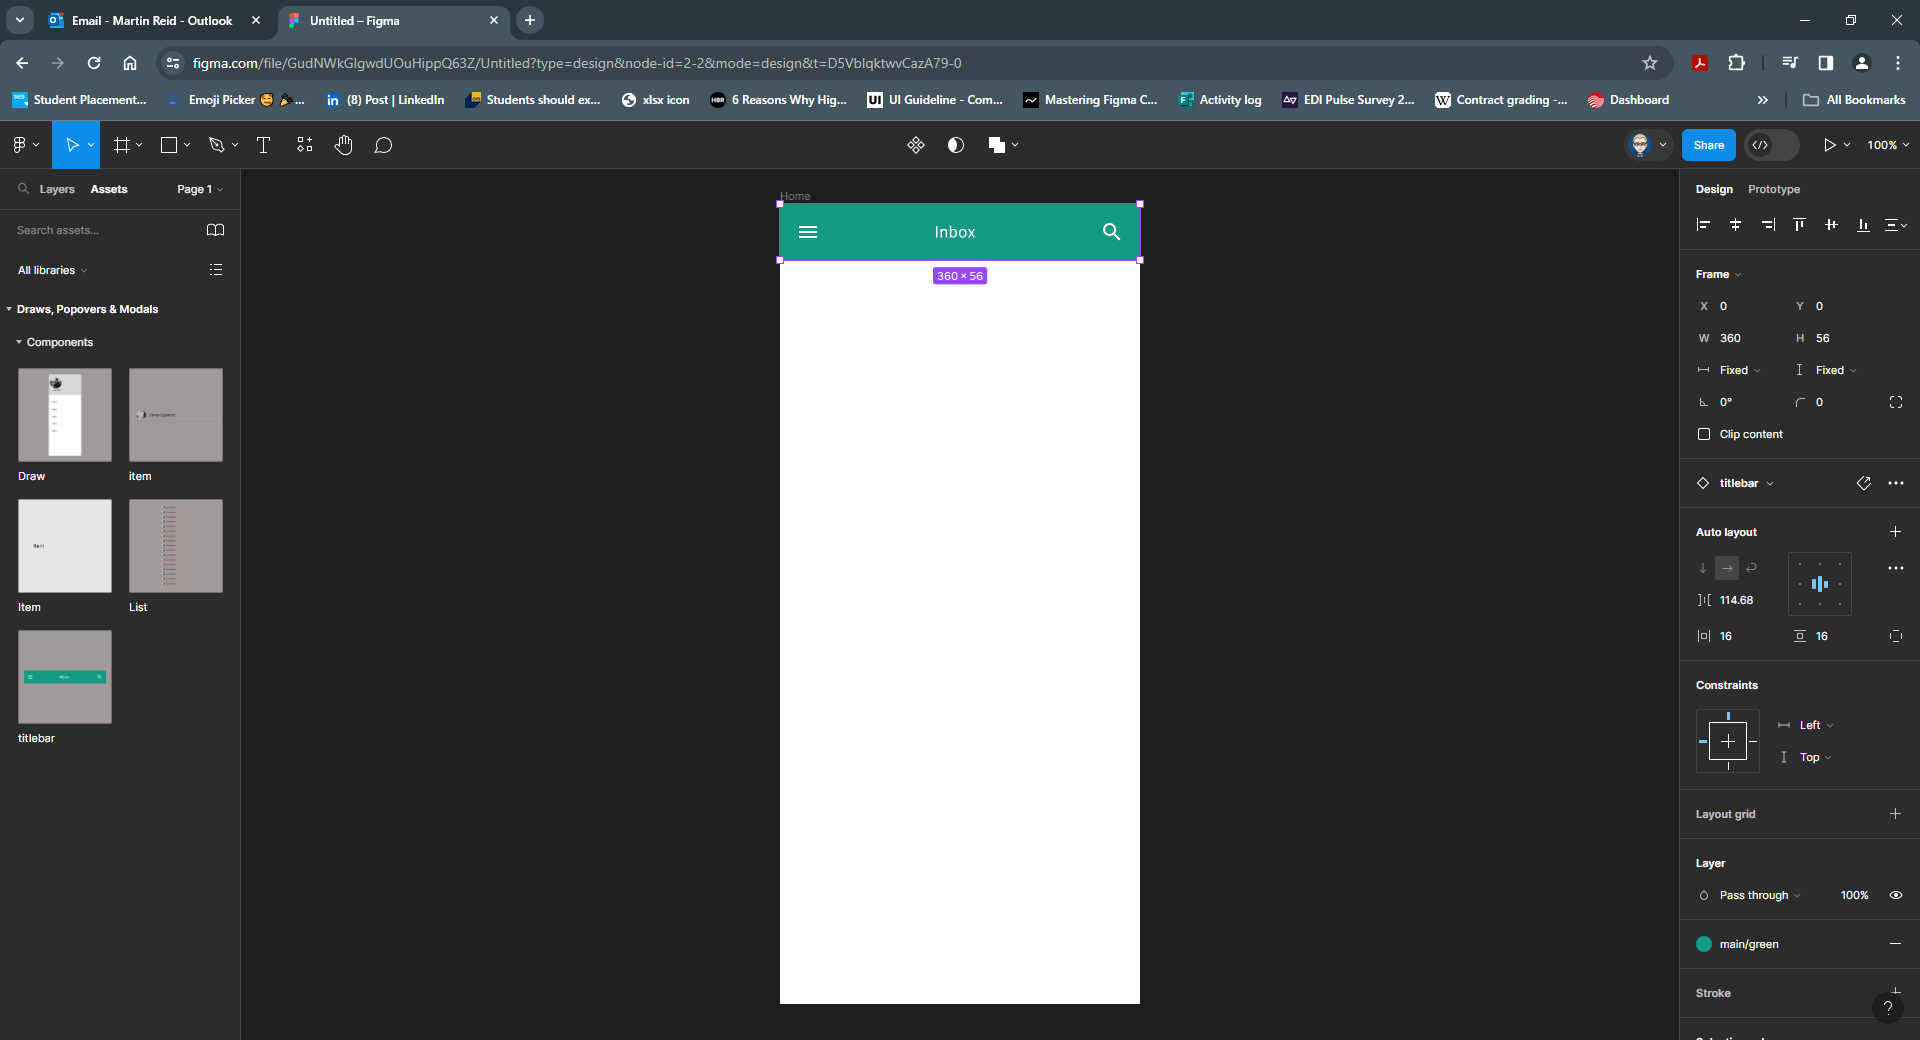 Email - Martin Reid - Outlook
Untitled – Figma
figma.com/file/GudNWkGlgwdUOuHippQ63Z/Untitled?type=design&node-id=2-2&mode=design&t=D5VblqktwvCazA79-0
Student Placement...
Emoji Picker 🥰 🎉...
(8) Post | LinkedIn
Students should ex...
xlsx icon
6 Reasons Why Hig...
UI Guideline - Com...
Mastering Figma C...
Activity log
EDI Pulse Survey 2...
Contract grading -...
Dashboard
All Bookmarks
Share
100%
Layers
Assets
Page 1
Search assets...
All libraries
Draws, Popovers & Modals
Components
Draw
item
Item
List
titlebar
Home
Inbox
360 × 56
Design
Prototype
Frame
X 0
Y 0
W 360
H 56
Fixed
Fixed
0°
0
Clip content
titlebar
Auto layout
114.68
16
16
Constraints
Left
Top
Layout grid
Layer
Pass through
100%
main/green
Stroke
?